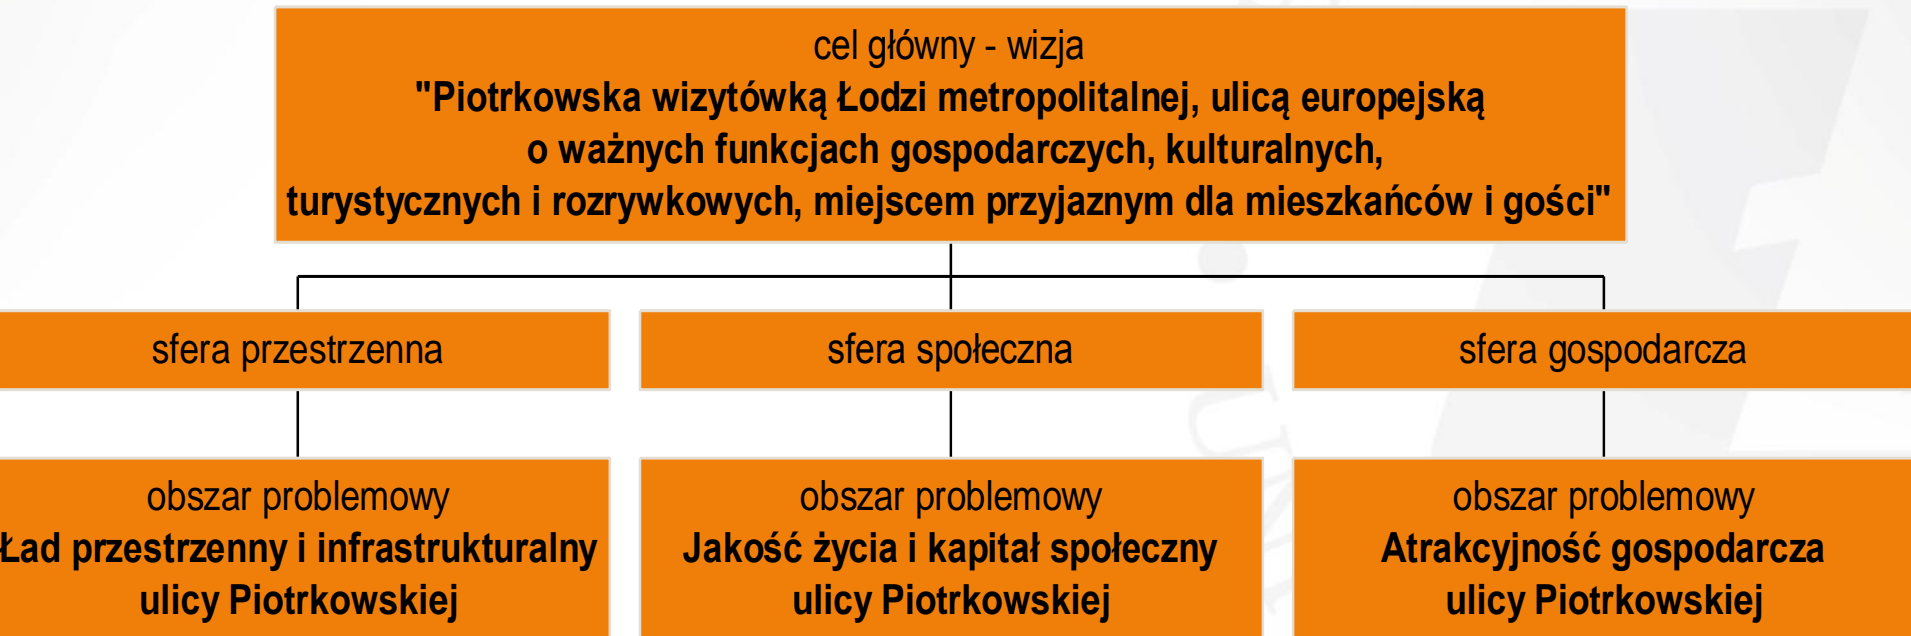 cel główny - wizja
"Piotrkowska wizytówką Łodzi metropolitalnej, ulicą europejską
o ważnych funkcjach gospodarczych, kulturalnych,
turystycznych i rozrywkowych, miejscem przyjaznym dla mieszkańców i gości"
sfera przestrzenna
sfera społeczna
sfera gospodarcza
obszar problemowy
Ład przestrzenny i infrastrukturalny
ulicy Piotrkowskiej
obszar problemowy
Jakość życia i kapitał społeczny
ulicy Piotrkowskiej
obszar problemowy
Atrakcyjność gospodarcza
ulicy Piotrkowskiej